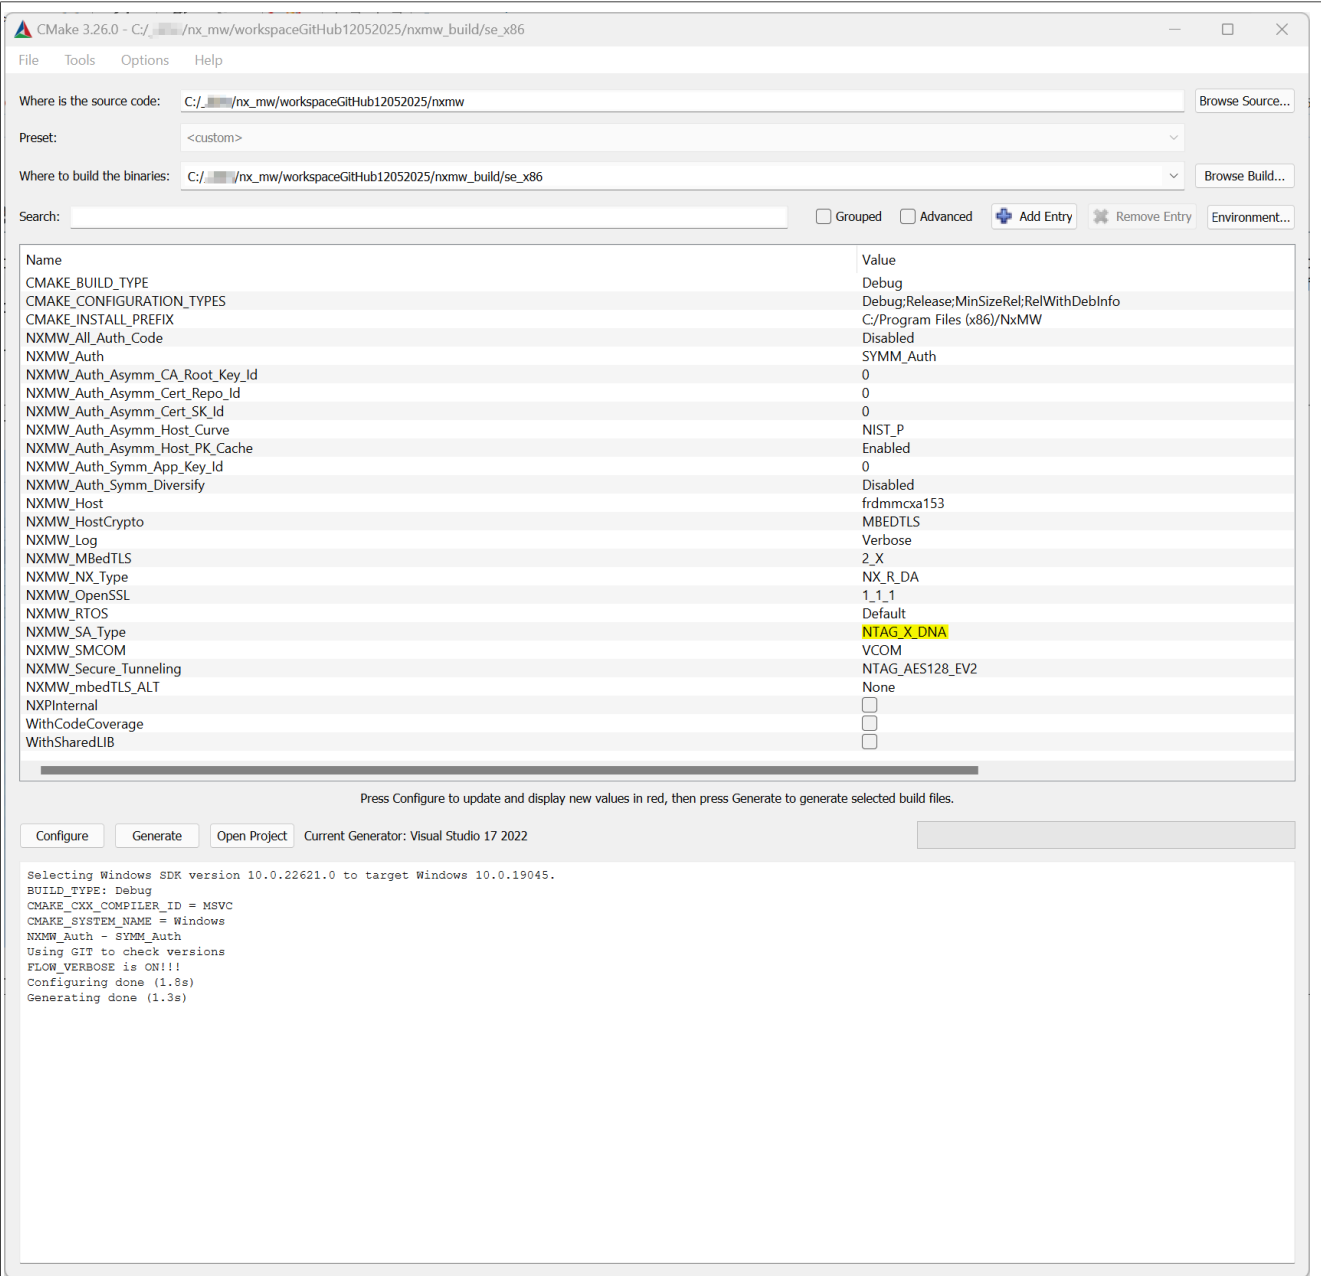 CMake 3.26.0 - C:/ /nx_mw/workspaceGitHub12052025/nxmw_build/se_x86
File Tools Options Help
Where is the source code: C:/_ /nx_mw/workspaceGitHub12052025/nxmw Browse Source...
Preset: <custom>
Where to build the binaries: C:/ /nx_mw/workspaceGitHub12052025/nxmw_build/se_x86 Browse Build...
Search: Grouped Advanced Add Entry Remove Entry Environment...
Name Value
CMAKE_BUILD_TYPE Debug
CMAKE_CONFIGURATION_TYPES Debug;Release;MinSizeRel;RelWithDebInfo
CMAKE_INSTALL_PREFIX C:/Program Files (x86)/NxMW
NXMW_All_Auth_Code Disabled
NXMW_Auth SYMM_Auth
NXMW_Auth_Asymm_CA_Root_Key_Id 0
NXMW_Auth_Asymm_Cert_Repo_Id 0
NXMW_Auth_Asymm_Cert_SK_Id 0
NXMW_Auth_Asymm_Host_Curve NIST_P
NXMW_Auth_Asymm_Host_PK_Cache Enabled
NXMW_Auth_Symm_App_Key_Id 0
NXMW_Auth_Symm_Diversify Disabled
NXMW_Host frdmmcxa153
NXMW_HostCrypto MBEDTLS
NXMW_Log Verbose
NXMW_MBedTLS 2_X
NXMW_NX_Type NX_R_DA
NXMW_OpenSSL 1_1_1
NXMW_RTOS Default
NXMW_SA_Type NTAG_X_DNA
NXMW_SMCOM VCOM
NXMW_Secure_Tunneling NTAG_AES128_EV2
NXMW_mbedTLS_ALT None
NXPInternal
WithCodeCoverage
WithSharedLIB
Press Configure to update and display new values in red, then press Generate to generate selected build files.
Configure Generate Open Project Current Generator: Visual Studio 17 2022
Selecting Windows SDK version 10.0.22621.0 to target Windows 10.0.19045.
BUILD_TYPE: Debug
CMAKE_CXX_COMPILER_ID = MSVC
CMAKE_SYSTEM_NAME = Windows
NXMW_Auth - SYMM_Auth
Using GIT to check versions
FLOW_VERBOSE is ON!!!
Configuring done (1.8s)
Generating done (1.3s)